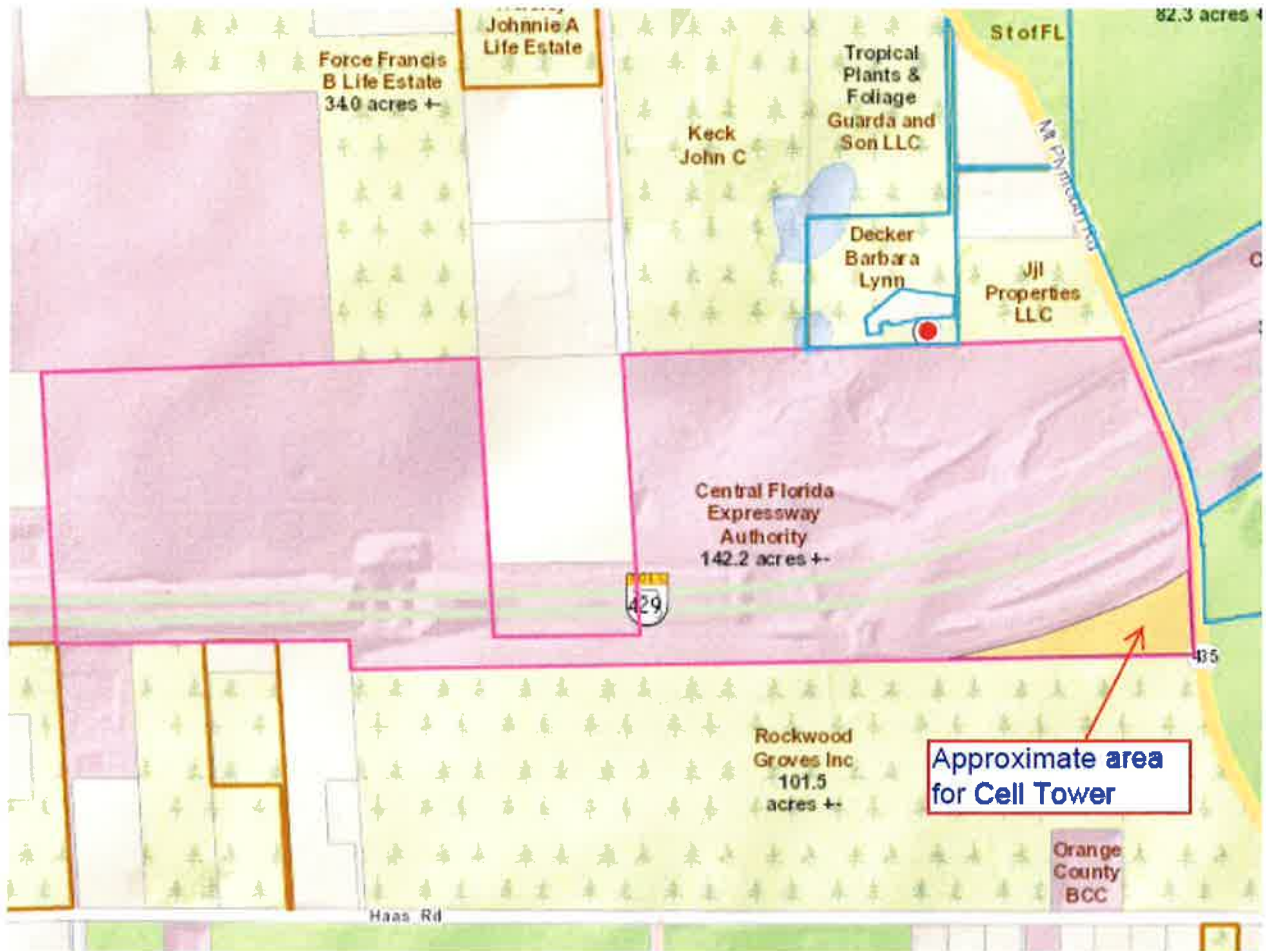 Johnnie A
Life Estate
Force Francis
B Life Estate
34.0 acres +-
Keck
John C
Tropical
Plants &
Foliage
Guarda and
Son LLC
St of FL
82.3 acres +
Mt Plymouth Rd
Decker
Barbara
Lynn
Jjl
Properties
LLC
C
Central Florida
Expressway
Authority
142.2 acres +-
429
435
Rockwood
Groves Inc
101.5
acres +-
Approximate area
for Cell Tower
Orange
County
BCC
Haas Rd